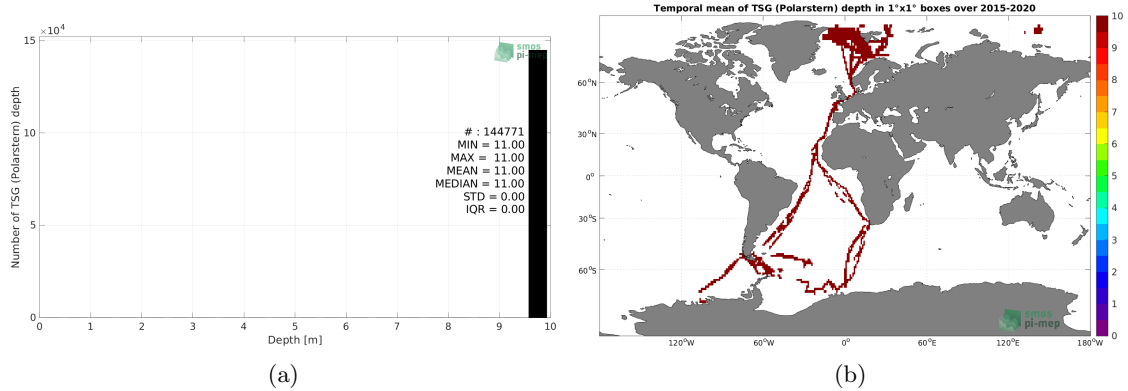 ×10⁴
15
10
5
0
Number of TSG (Polarstern) depth
smos
pi-mep
# : 144771
MIN = 11.00
MAX = 11.00
MEAN = 11.00
MEDIAN = 11.00
STD = 0.00
IQR = 0.00
0 1 2 3 4 5 6 7 8 9 10
Depth [m]
(a)
Temporal mean of TSG (Polarstern) depth in 1°x1° boxes over 2015-2020
60°N
30°N
0°
30°S
60°S
120°W 60°W 0° 60°E 120°E 180°W
smos
pi-mep
10
9
8
7
6
5
4
3
2
1
0
(b)